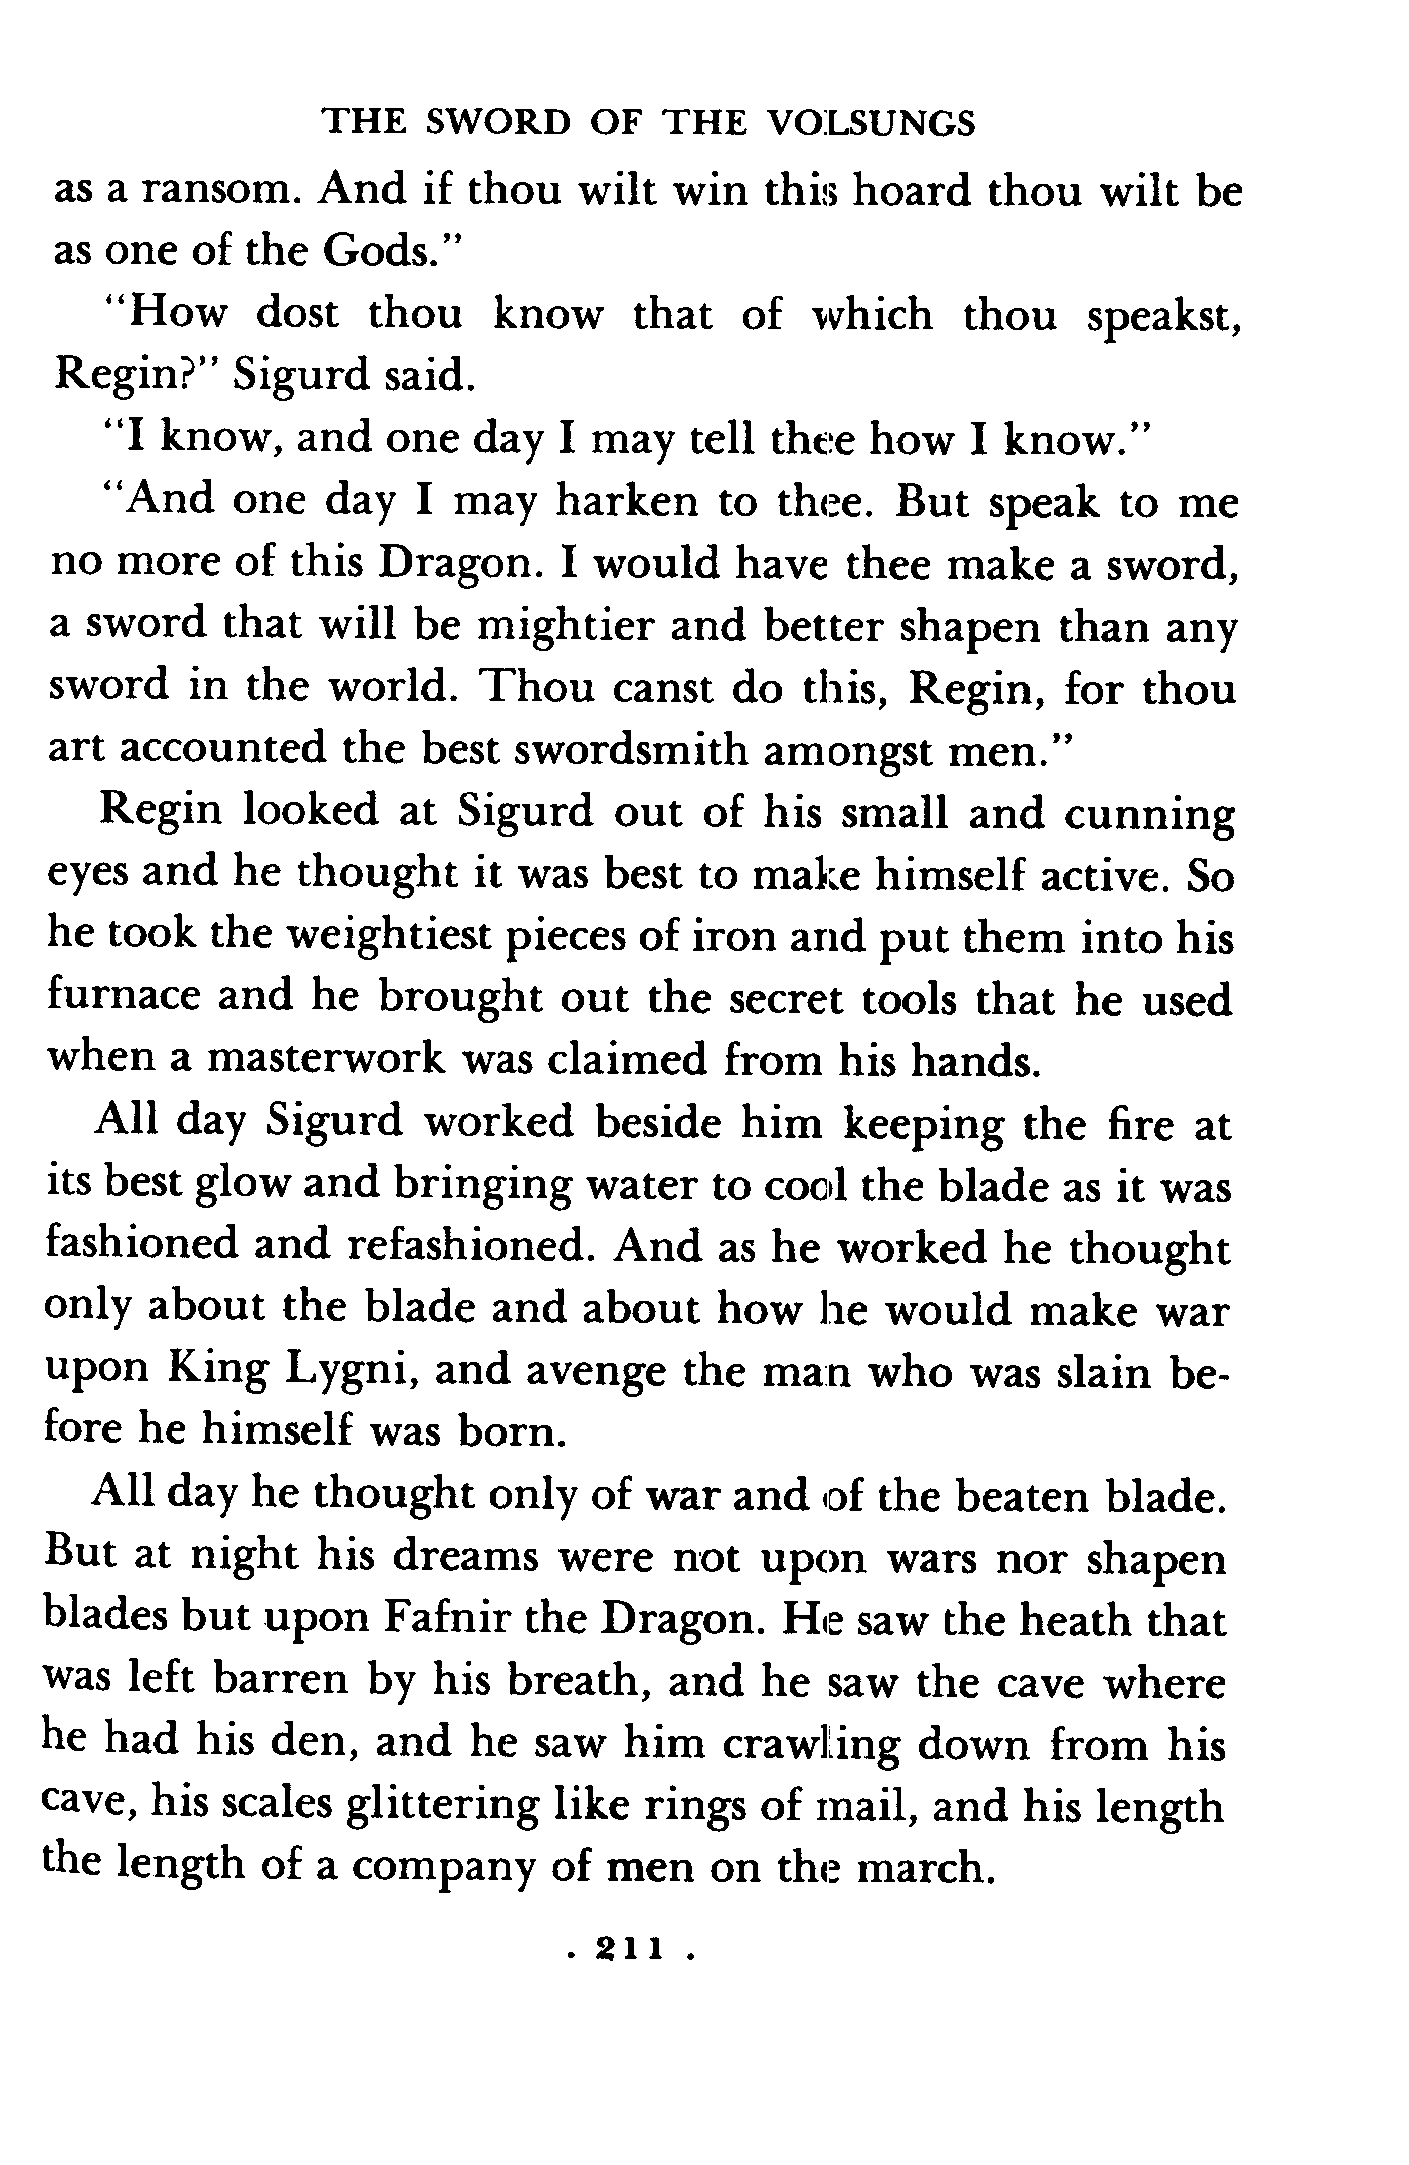 THE SWORD OF THE VOLSUNGS
as a ransom. And if thou wilt win this hoard thou wilt be
as one of the Gods."
"How dost thou know that of which thou speakst,
Regin?" Sigurd said.
"I know, and one day I may tell thee how I know."
"And one day I may harken to thee. But speak to me
no more of this Dragon. I would have thee make a sword,
a sword that will be mightier and better shapen than any
sword in the world. Thou canst do this, Regin, for thou
art accounted the best swordsmith amongst men."
Regin looked at Sigurd out of his small and cunning
eyes and he thought it was best to make himself active. So
he took the weightiest pieces of iron and put them into his
furnace and he brought out the secret tools that he used
when a masterwork was claimed from his hands.
All day Sigurd worked beside him keeping the fire at
its best glow and bringing water to cool the blade as it was
fashioned and refashioned. And as he worked he thought
only about the blade and about how he would make war
upon King Lygni, and avenge the man who was slain be-
fore he himself was born.
All day he thought only of war and of the beaten blade.
But at night his dreams were not upon wars nor shapen
blades but upon Fafnir the Dragon. He saw the heath that
was left barren by his breath, and he saw the cave where
he had his den, and he saw him crawling down from his
cave, his scales glittering like rings of mail, and his length
the length of a company of men on the march.
. 211 .